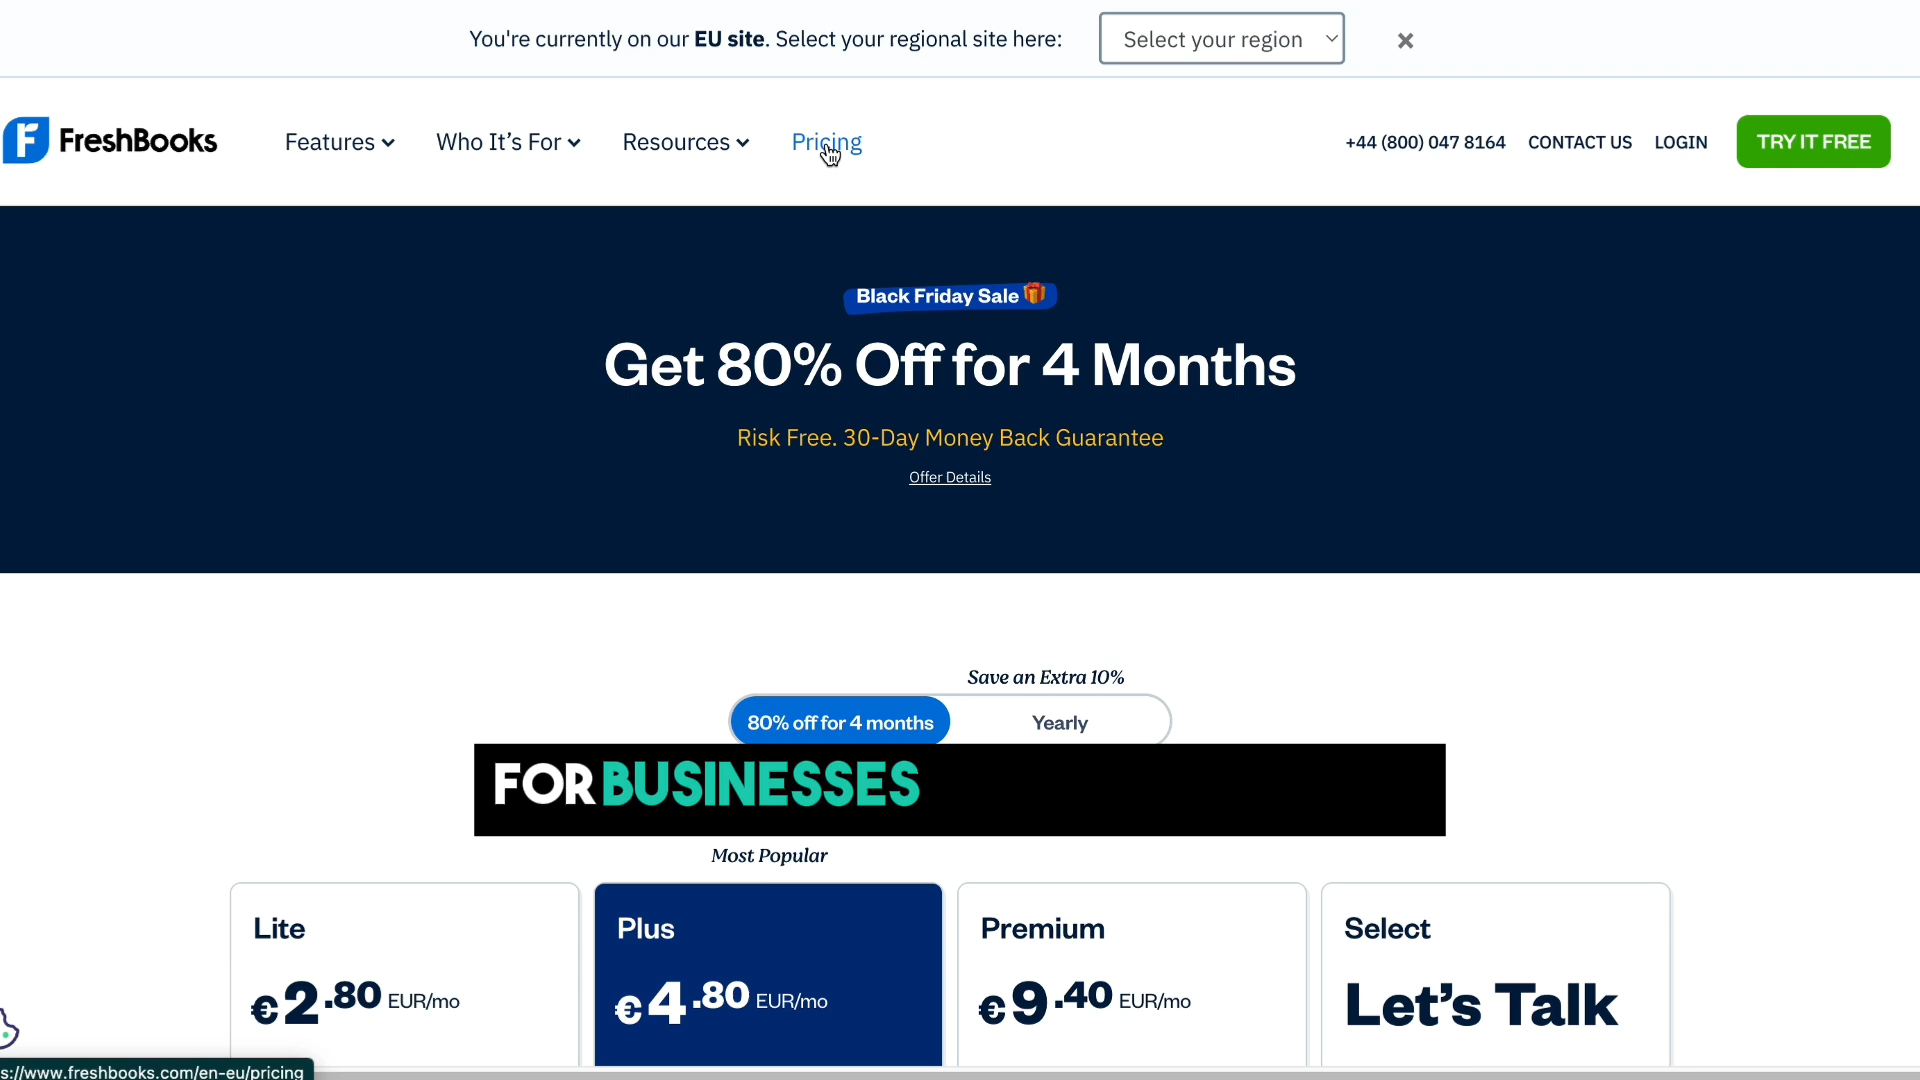 You're currently on our EU site. Select your regional site here:
Select your region
FreshBooks
Features
Who It's For
Resources
Pricing
+44 (800) 047 8164
CONTACT US
LOGIN
TRY IT FREE
Black Friday Sale
Get 80% Off for 4 Months
Risk Free. 30-Day Money Back Guarantee
Offer Details
Save an Extra 10%
80% off for 4 months
Yearly
FOR BUSINESSES
Most Popular
Lite
€2.80 EUR/mo
Plus
€4.80 EUR/mo
Premium
€9.40 EUR/mo
Select
Let's Talk
s://www.freshbooks.com/en-eu/pricing